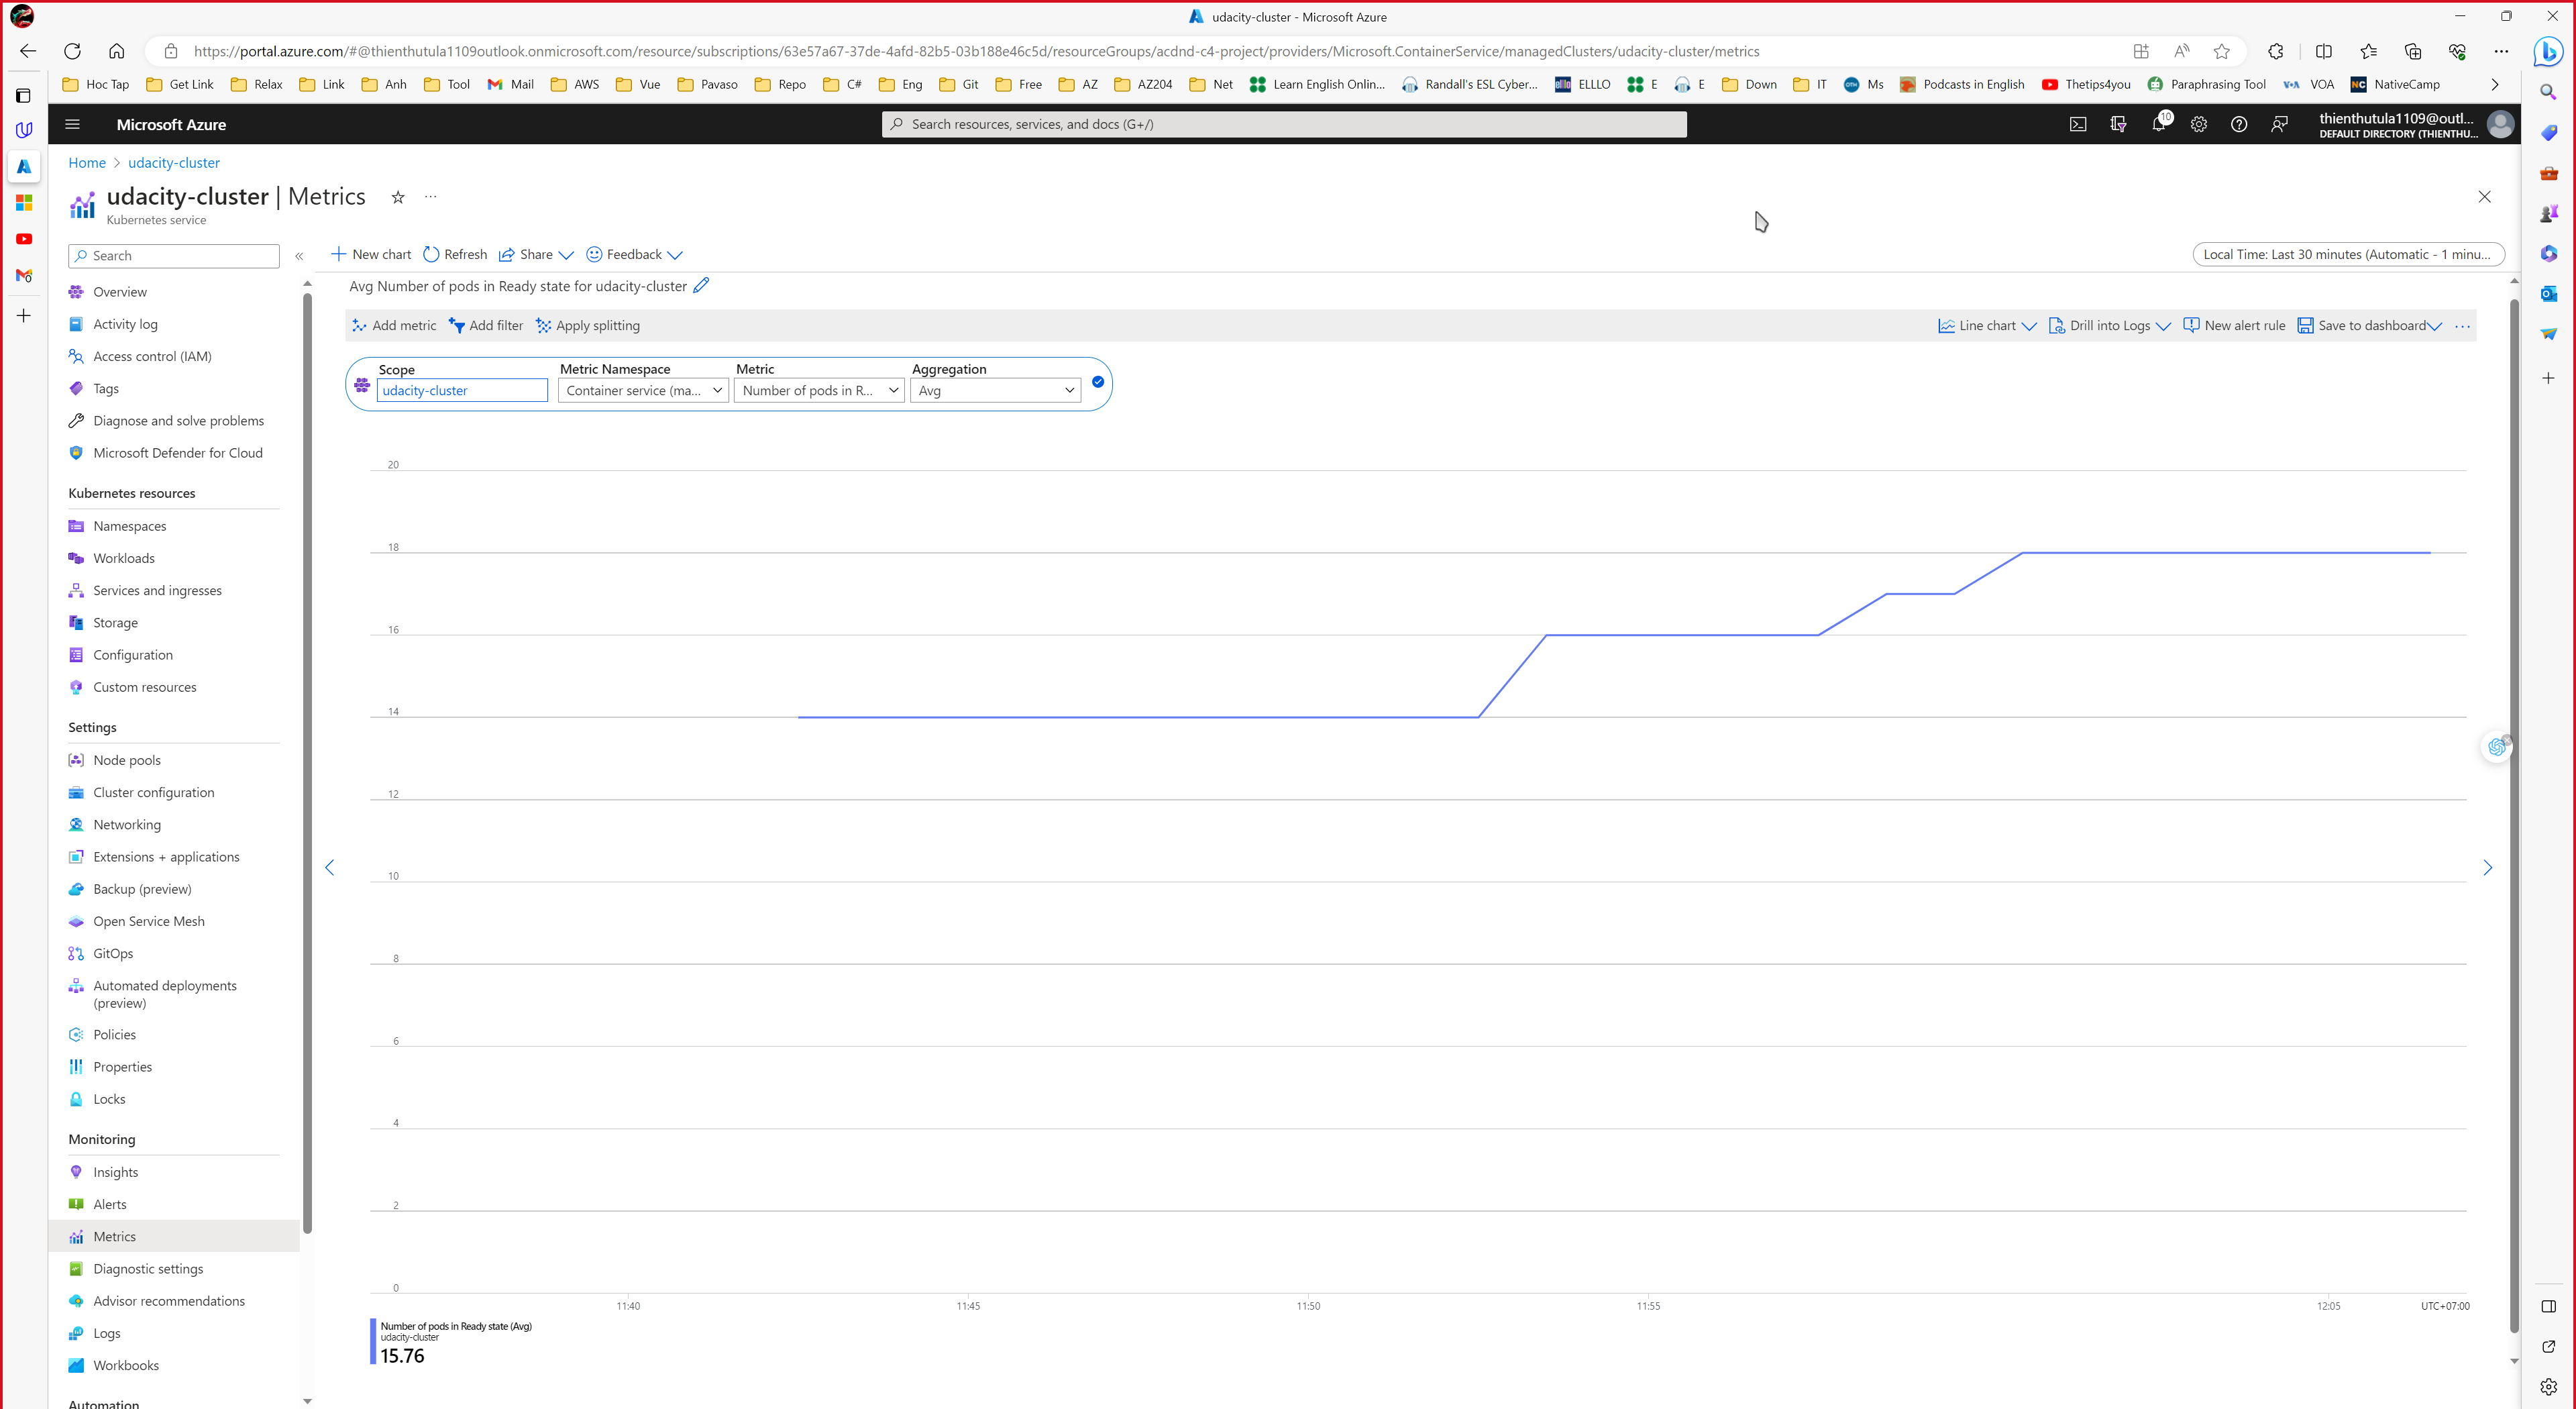 udacity-cluster - Microsoft Azure
https://portal.azure.com/#@thienthutula1109outlook.onmicrosoft.com/resource/subscriptions/63e57a67-37de-4afd-82b5-03b188e46c5d/resourceGroups/acdnd-c4-project/providers/Microsoft.ContainerService/managedClusters/udacity-cluster/metrics
Hoc Tap Get Link Relax Link Anh Tool Mail AWS Vue Pavaso Repo C# Eng Git Free AZ AZ204 Net Learn English Onlin... Randall's ESL Cyber... ELLLO E E Down IT Ms Podcasts in English Thetips4you Paraphrasing Tool VOA NativeCamp
Microsoft Azure
Search resources, services, and docs (G+/)
10
thienthutula1109@outl...
DEFAULT DIRECTORY (THIENTHU...
Home > udacity-cluster
udacity-cluster | Metrics
Kubernetes service
Search
New chart Refresh Share Feedback
Local Time: Last 30 minutes (Automatic - 1 minu...
Overview
Activity log
Access control (IAM)
Tags
Diagnose and solve problems
Microsoft Defender for Cloud
Kubernetes resources
Namespaces
Workloads
Services and ingresses
Storage
Configuration
Custom resources
Settings
Node pools
Cluster configuration
Networking
Extensions + applications
Backup (preview)
Open Service Mesh
GitOps
Automated deployments
(preview)
Policies
Properties
Locks
Monitoring
Insights
Alerts
Metrics
Diagnostic settings
Advisor recommendations
Logs
Workbooks
Automation
Avg Number of pods in Ready state for udacity-cluster
Add metric Add filter Apply splitting
Line chart Drill into Logs New alert rule Save to dashboard
Scope Metric Namespace Metric Aggregation
udacity-cluster Container service (ma... Number of pods in R... Avg
20
18
16
14
12
10
8
6
4
2
0
11:40 11:45 11:50 11:55 12:05 UTC+07:00
Number of pods in Ready state (Avg)
udacity-cluster
15.76